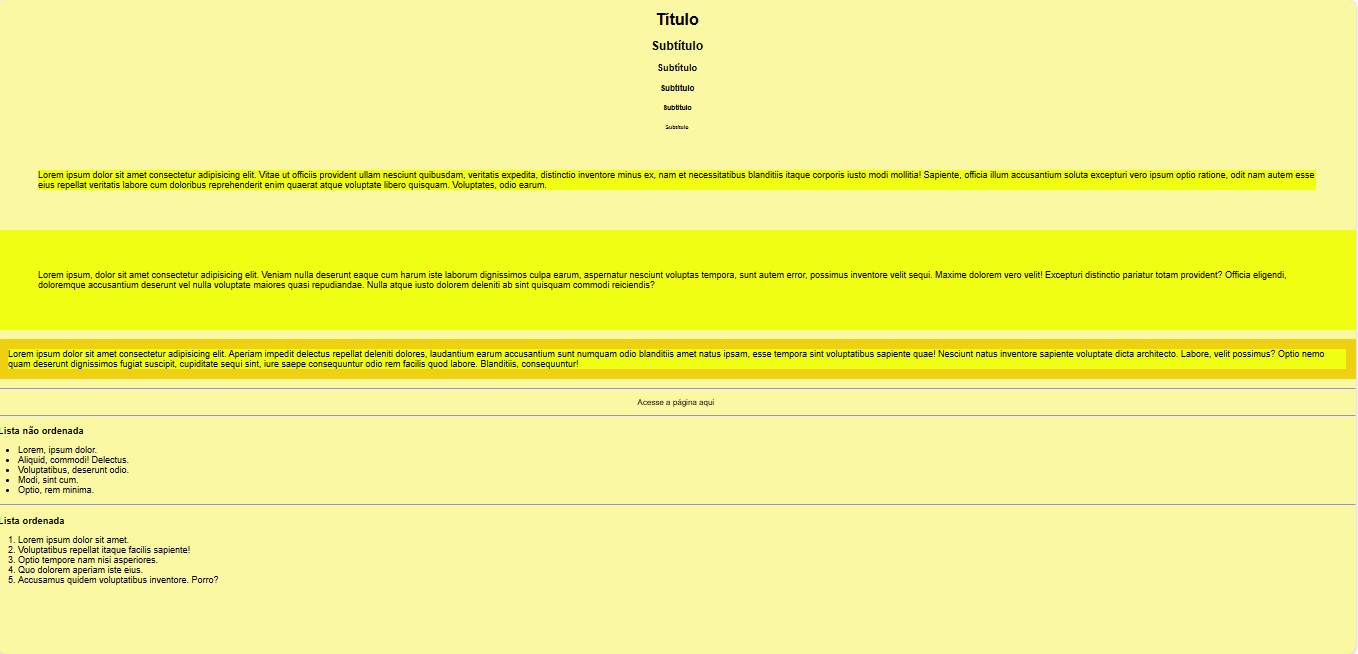 Título
Subtítulo
Subtítulo
Subtítulo
Subtítulo
Subtítulo
Lorem ipsum dolor sit amet consectetur adipisicing elit. Vitae ut officiis provident ullam nesciunt quibusdam, veritatis expedita, distinctio inventore minus ex, nam et necessitatibus blanditiis itaque corporis iusto modi mollitia! Sapiente, officia illum accusantium soluta excepturi vero ipsum optio ratione, odit nam autem esse
eius repellat veritatis labore cum doloribus reprehenderit enim quaerat atque voluptate libero quisquam. Voluptates, odio earum.
Lorem ipsum, dolor sit amet consectetur adipisicing elit. Veniam nulla deserunt eaque cum harum iste laborum dignissimos culpa earum, aspernatur nesciunt voluptas tempora, sunt autem error, possimus inventore velit sequi. Maxime dolorem vero velit! Excepturi distinctio pariatur totam provident? Officia eligendi,
doloremque accusantium deserunt vel nulla voluptate maiores quasi repudiandae. Nulla atque iusto dolorem deleniti ab sint quisquam commodi reiciendis?
Lorem ipsum dolor sit amet consectetur adipisicing elit. Aperiam impedit delectus repellat deleniti dolores, laudantium earum accusantium sunt numquam odio blanditiis amet natus ipsam, esse tempora sint voluptatibus sapiente quae! Nesciunt natus inventore sapiente voluptate dicta architecto. Labore, velit possimus? Optio nemo
quam deserunt dignissimos fugiat suscipit, cupiditate sequi sint, iure saepe consequuntur odio rem facilis quod labore. Blanditiis, consequuntur!
Acesse a página aqui
Lista não ordenada
• Lorem, ipsum dolor.
• Aliquid, commodi! Delectus.
• Voluptatibus, deserunt odio.
• Modi, sint cum.
• Optio, rem minima.
Lista ordenada
1. Lorem ipsum dolor sit amet.
2. Voluptatibus repellat itaque facilis sapiente!
3. Optio tempore nam nisi asperiores.
4. Quo dolorem aperiam iste eius.
5. Accusamus quidem voluptatibus inventore. Porro?